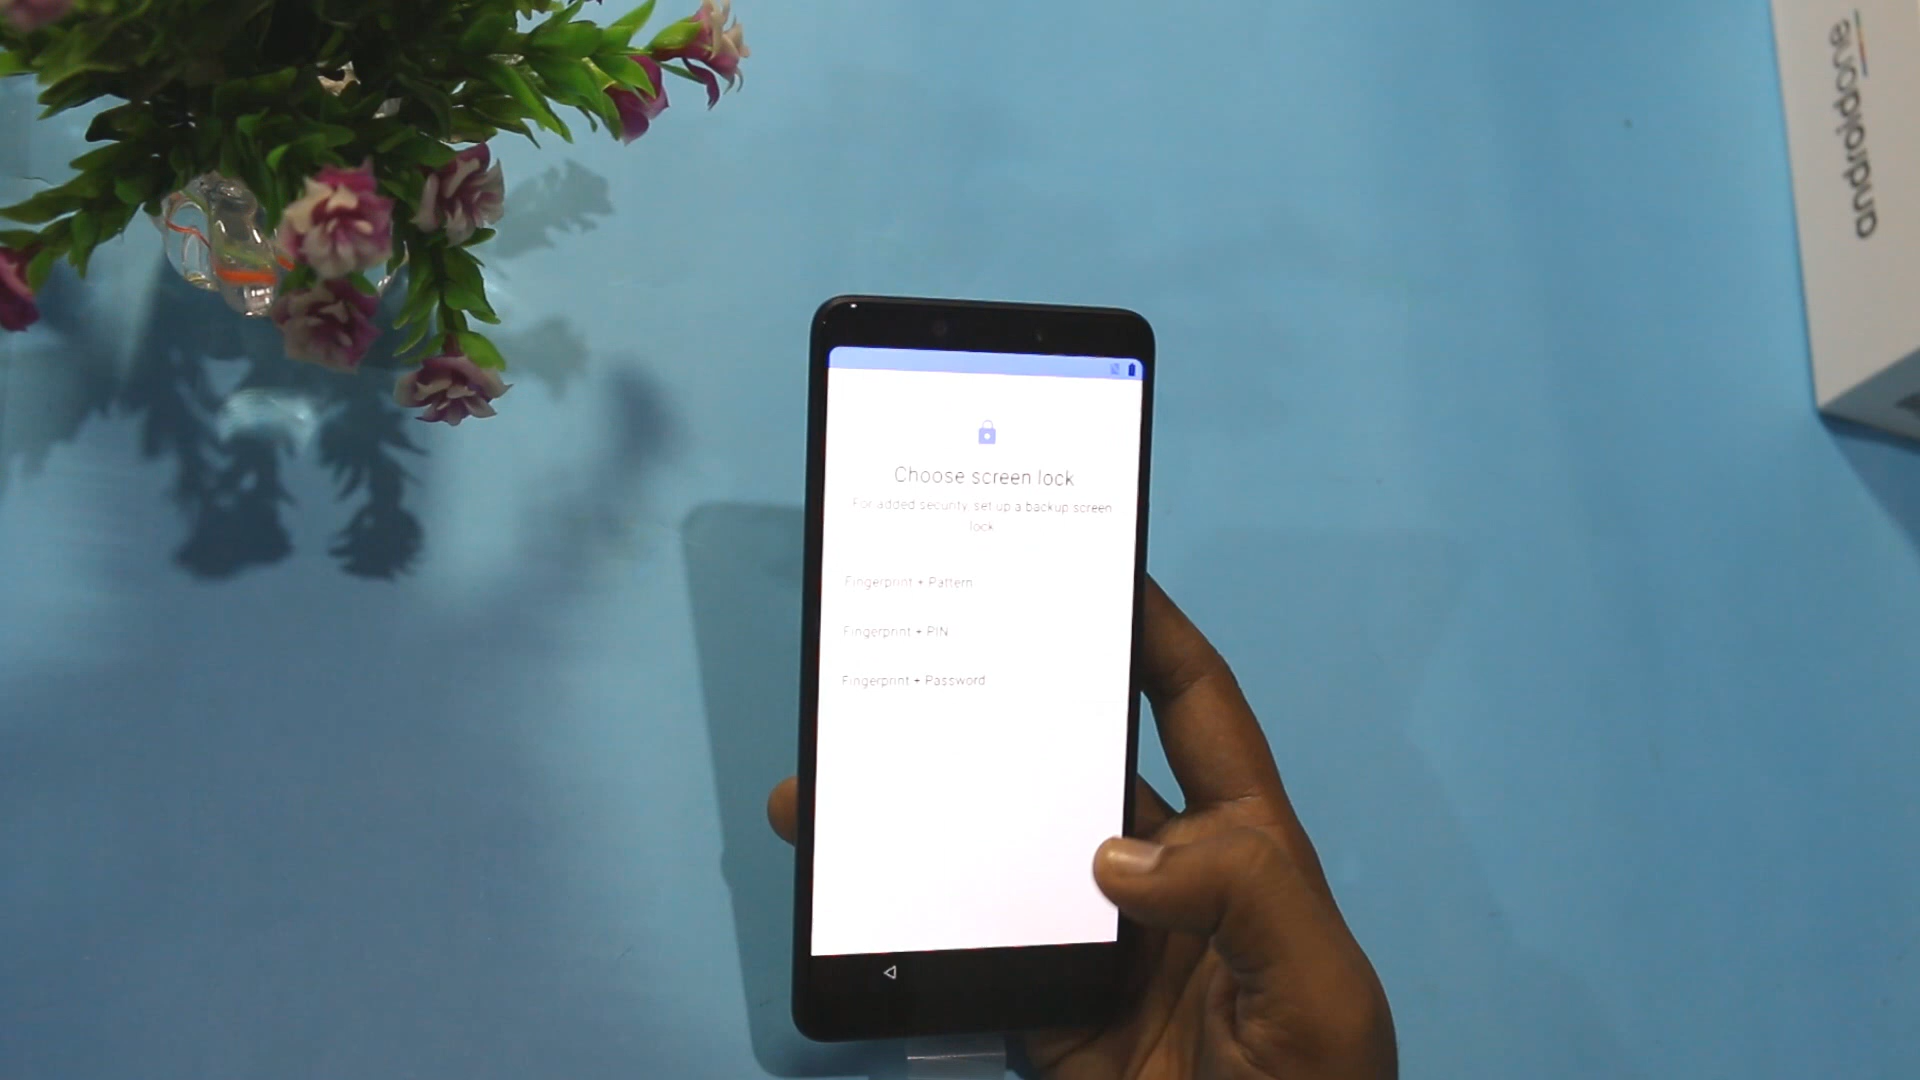 androidone
Choose screen lock
For added security, set up a backup screen
lock
Fingerprint + Pattern
Fingerprint + PIN
Fingerprint + Password